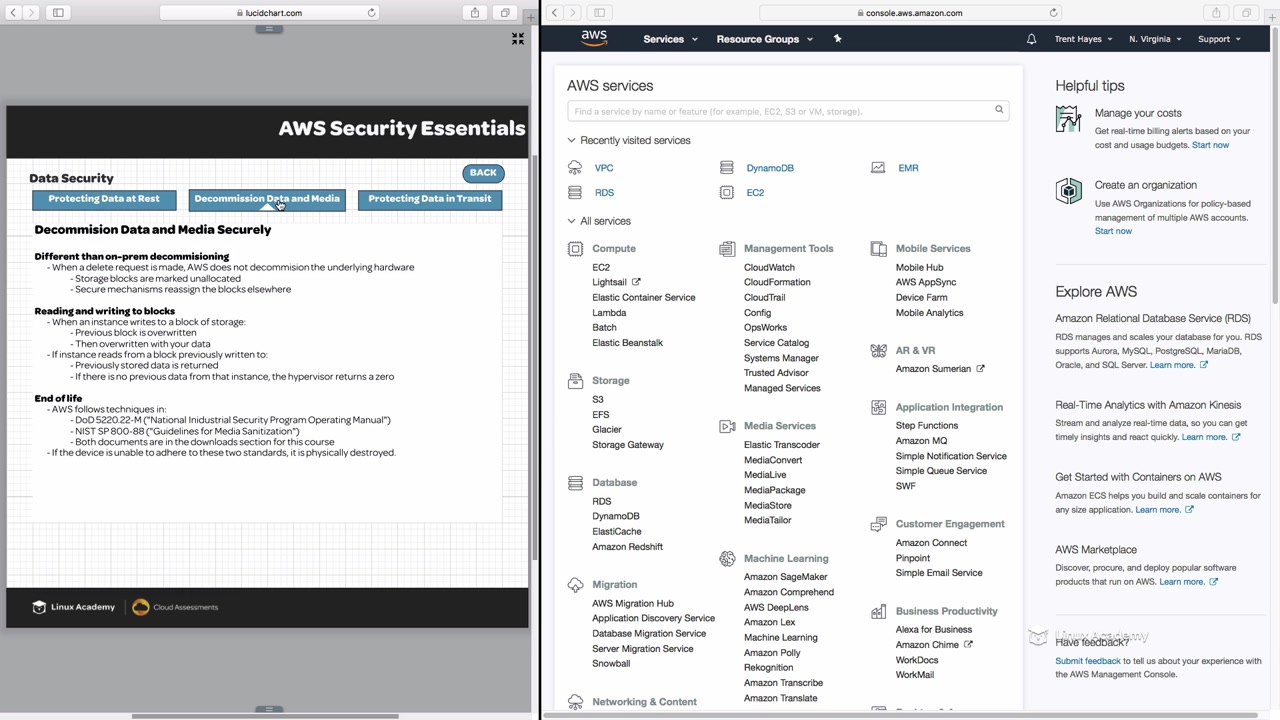 lucidchart.com
AWS Security Essentials
BACK
Data Security
Protecting Data at Rest
Decommission Data and Media
Protecting Data in Transit
Decommision Data and Media Securely
Different than on-prem decommisioning
- When a delete request is made, AWS does not decommision the underlying hardware
- Storage blocks are marked unallocated
- Secure mechanisms reassign the blocks elsewhere
Reading and writing to blocks
- When an instance writes to a block of storage:
- Previous block is overwritten
- Then overwritten with your data
- If instance reads from a block previously written to:
- Previously stored data is returned
- If there is no previous data from that instance, the hypervisor returns a zero
End of life
- AWS follows techniques in:
- DoD 5220.22-M ("National Inidustrial Security Program Operating Manual")
- NIST SP 800-88 ("Guidelines for Media Sanitization")
- Both documents are in the downloads section for this course
- If the device is unable to adhere to these two standards, it is physically destroyed.
Linux Academy
Cloud Assessments
console.aws.amazon.com
aws
Services
Resource Groups
Trent Hayes
N. Virginia
Support
AWS services
Find a service by name or feature (for example, EC2, S3 or VM, storage).
Recently visited services
VPC
DynamoDB
EMR
RDS
EC2
All services
Compute
EC2
Lightsail
Elastic Container Service
Lambda
Batch
Elastic Beanstalk
Storage
S3
EFS
Glacier
Storage Gateway
Database
RDS
DynamoDB
ElastiCache
Amazon Redshift
Migration
AWS Migration Hub
Application Discovery Service
Database Migration Service
Server Migration Service
Snowball
Networking & Content
Management Tools
CloudWatch
CloudFormation
CloudTrail
Config
OpsWorks
Service Catalog
Systems Manager
Trusted Advisor
Managed Services
Media Services
Elastic Transcoder
MediaConvert
MediaLive
MediaPackage
MediaStore
MediaTailor
Machine Learning
Amazon SageMaker
Amazon Comprehend
AWS DeepLens
Amazon Lex
Machine Learning
Amazon Polly
Rekognition
Amazon Transcribe
Amazon Translate
Mobile Services
Mobile Hub
AWS AppSync
Device Farm
Mobile Analytics
AR & VR
Amazon Sumerian
Application Integration
Step Functions
Amazon MQ
Simple Notification Service
Simple Queue Service
SWF
Customer Engagement
Amazon Connect
Pinpoint
Simple Email Service
Business Productivity
Alexa for Business
Amazon Chime
WorkDocs
WorkMail
Helpful tips
Manage your costs
Get real-time billing alerts based on your
cost and usage budgets. Start now
Create an organization
Use AWS Organizations for policy-based
management of multiple AWS accounts.
Start now
Explore AWS
Amazon Relational Database Service (RDS)
RDS manages and scales your database for you. RDS
supports Aurora, MySQL, PostgreSQL, MariaDB,
Oracle, and SQL Server. Learn more.
Real-Time Analytics with Amazon Kinesis
Stream and analyze real-time data, so you can get
timely insights and react quickly. Learn more.
Get Started with Containers on AWS
Amazon ECS helps you build and scale containers for
any size application. Learn more.
AWS Marketplace
Discover, procure, and deploy popular software
products that run on AWS. Learn more.
Linux Academy
Have feedback?
Submit feedback to tell us about your experience with
the AWS Management Console.